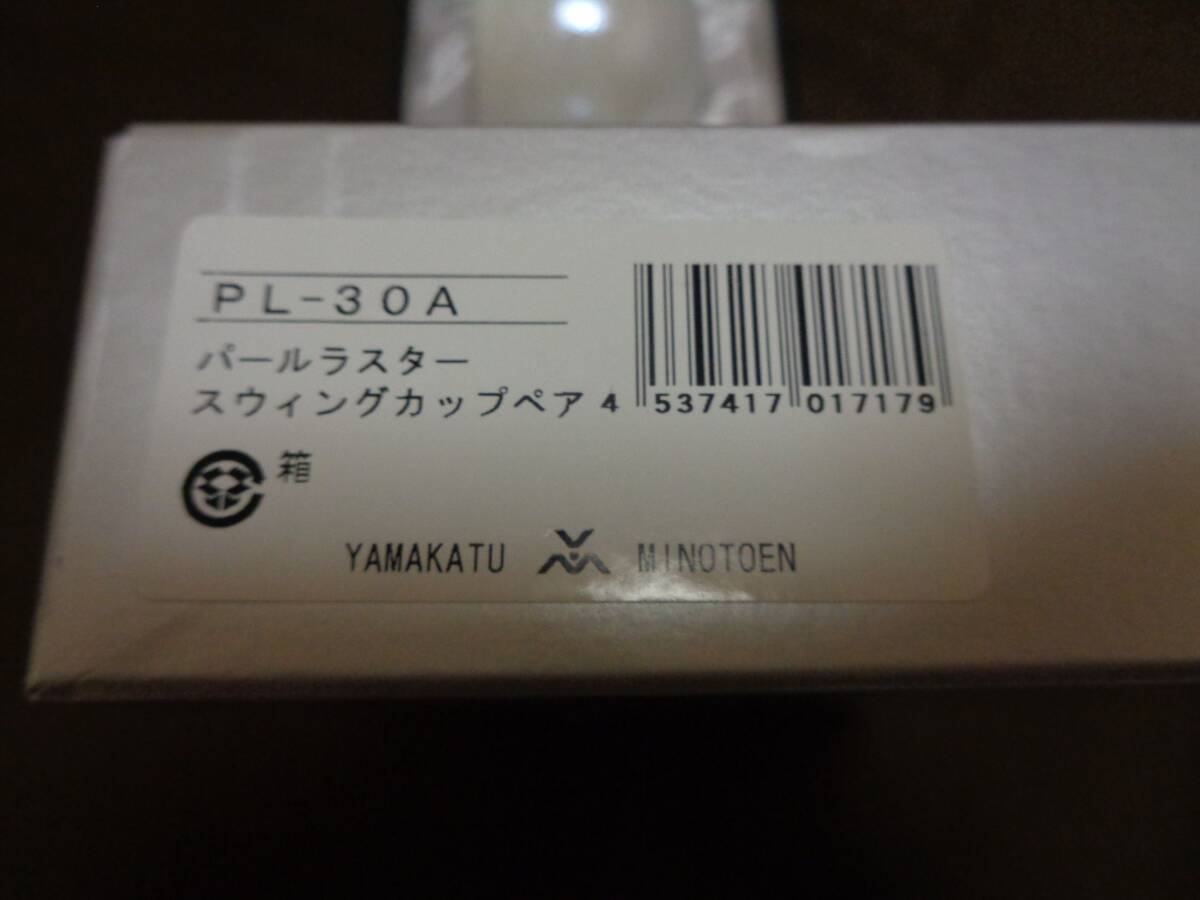 PL-30A
パールラスター
スウィングカップペア
4 537417 017179
箱
YAMAKATU MINOTOEN